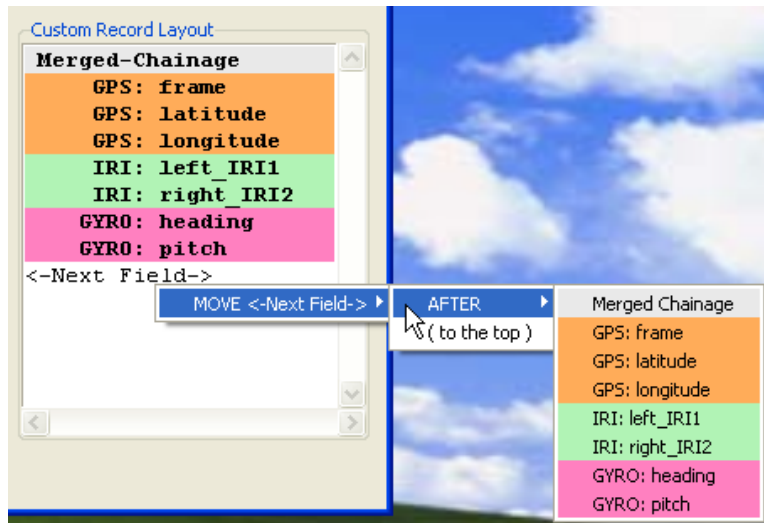 Custom Record Layout
Merged-Chainage
GPS: frame
GPS: latitude
GPS: longitude
IRI: left_IRI1
IRI: right_IRI2
GYRO: heading
GYRO: pitch
<-Next Field->
MOVE <-Next Field->
AFTER
( to the top )
Merged Chainage
GPS: frame
GPS: latitude
GPS: longitude
IRI: left_IRI1
IRI: right_IRI2
GYRO: heading
GYRO: pitch